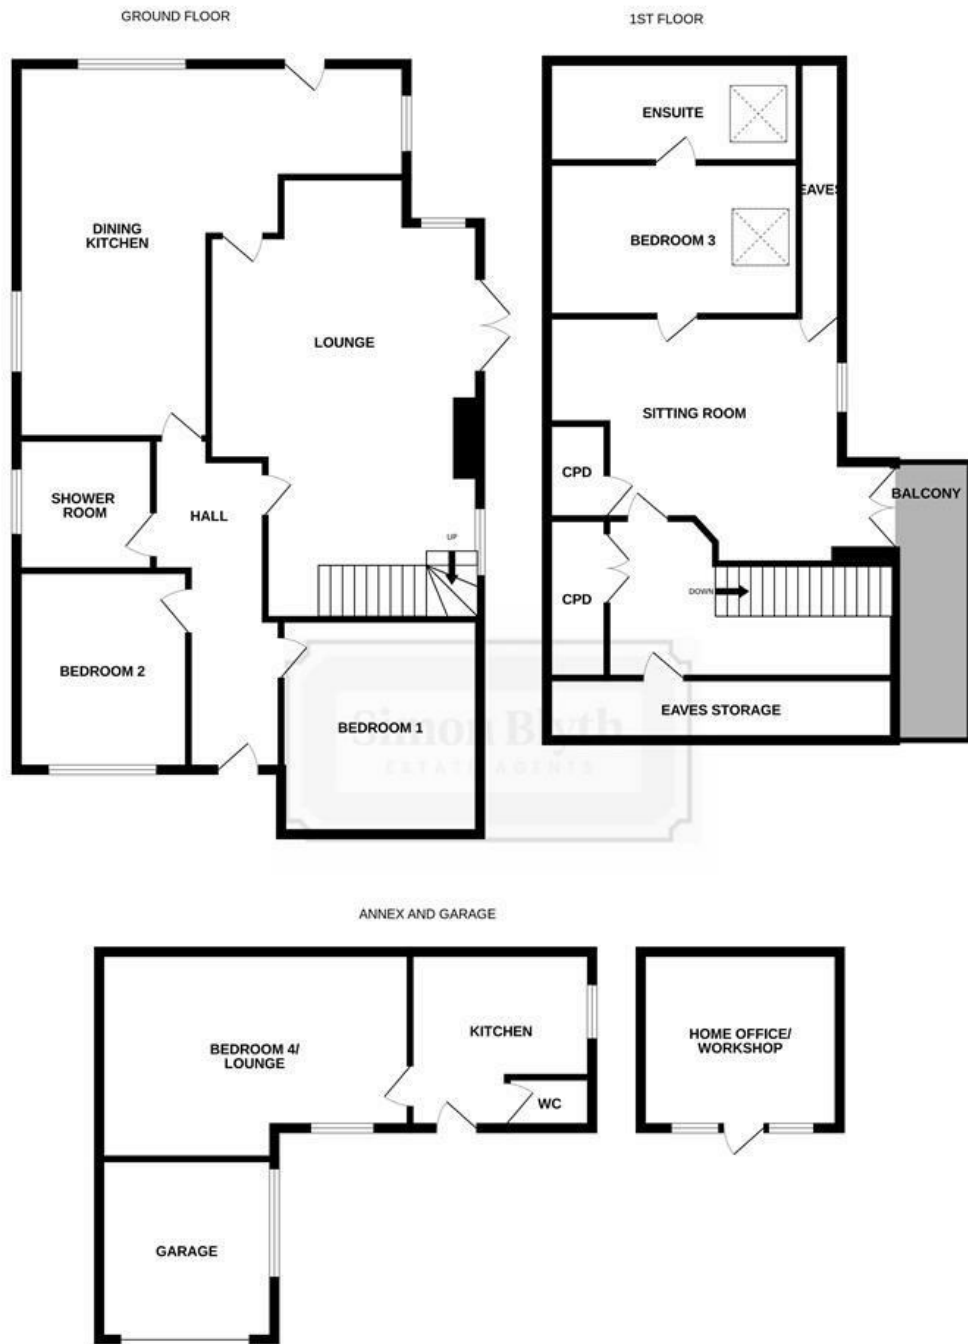 GROUND FLOOR
DINING
KITCHEN
LOUNGE
SHOWER
ROOM
HALL
UP
BEDROOM 2
BEDROOM 1
1ST FLOOR
ENSUITE
EAVES
BEDROOM 3
SITTING ROOM
CPD
BALCONY
CPD
DOWN
EAVES STORAGE
Simon Blyth
ESTATE AGENTS
ANNEX AND GARAGE
BEDROOM 4/
LOUNGE
KITCHEN
WC
GARAGE
HOME OFFICE/
WORKSHOP